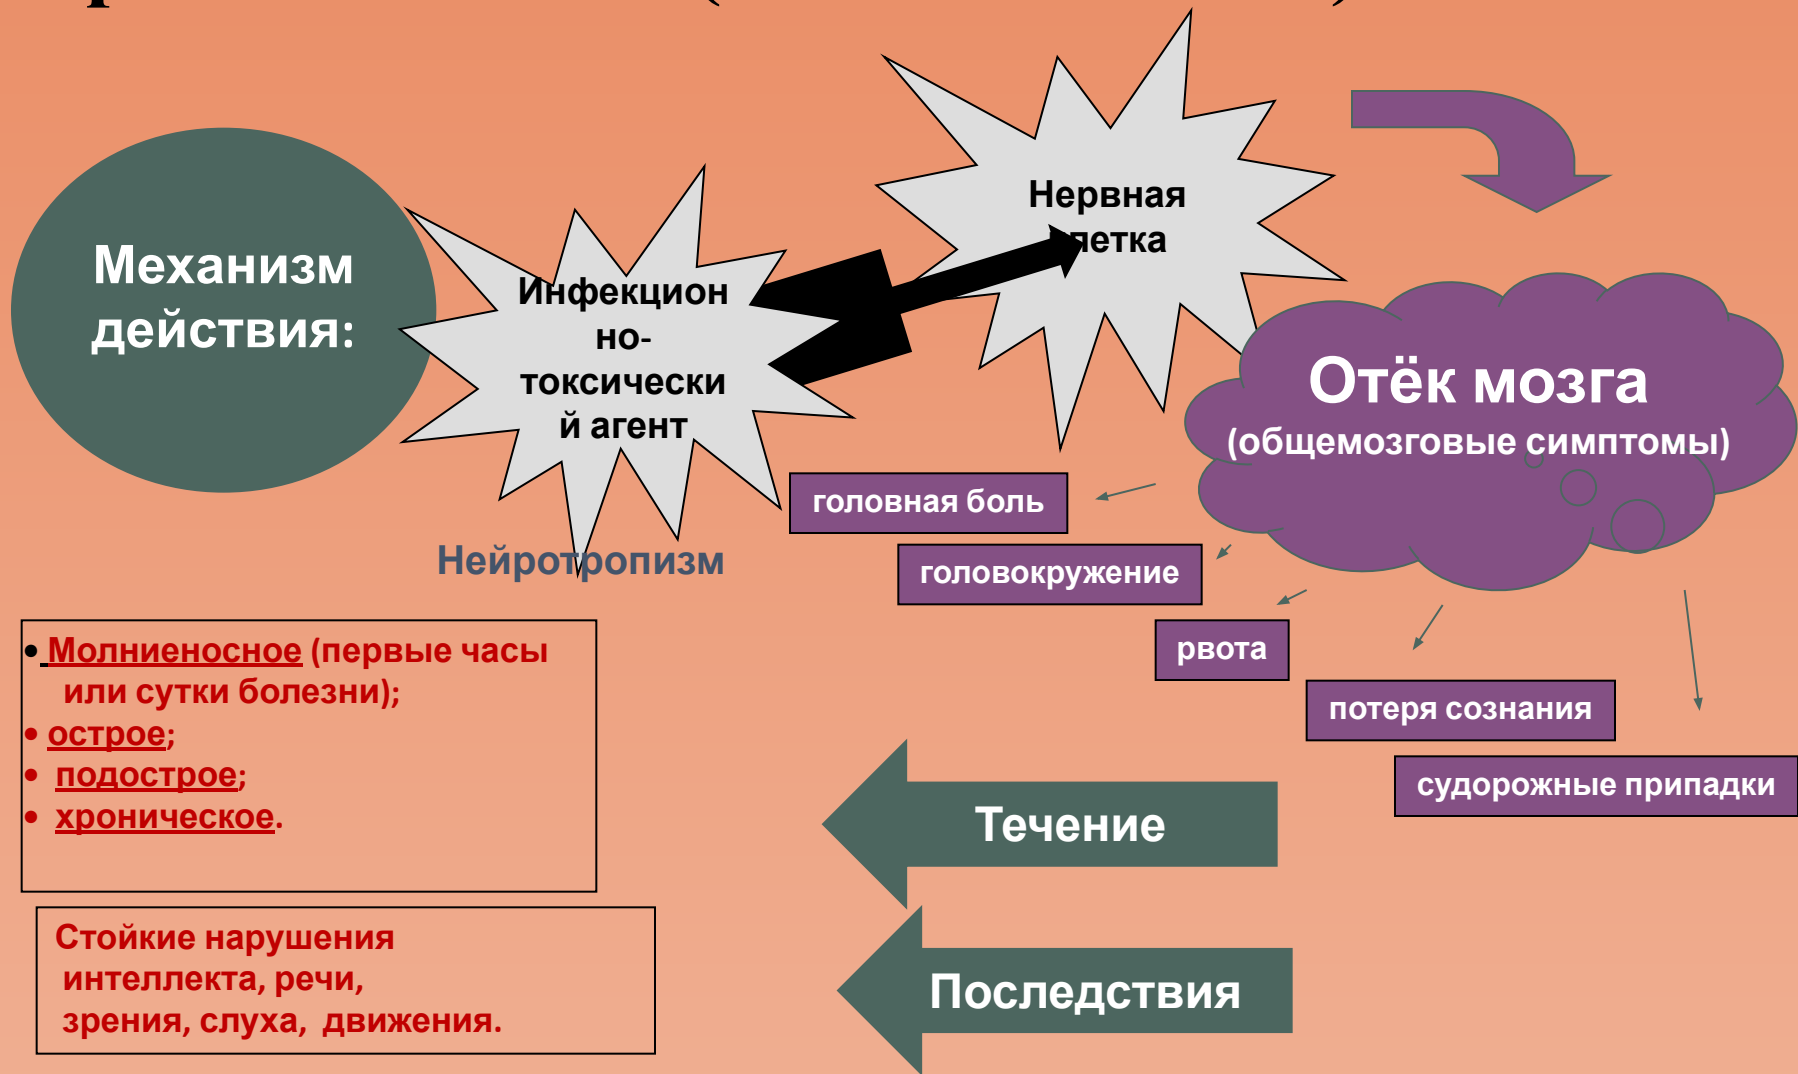 Механизм
действия:
Инфекцион
но-
токсически
й агент
Нервная
клетка
Нейротропизм
Отёк мозга
(общемозговые симптомы)
головная боль
головокружение
рвота
потеря сознания
судорожные припадки
• Молниеносное (первые часы
или сутки болезни);
• острое;
• подострое;
• хроническое.
Течение
Стойкие нарушения
интеллекта, речи,
зрения, слуха, движения.
Последствия